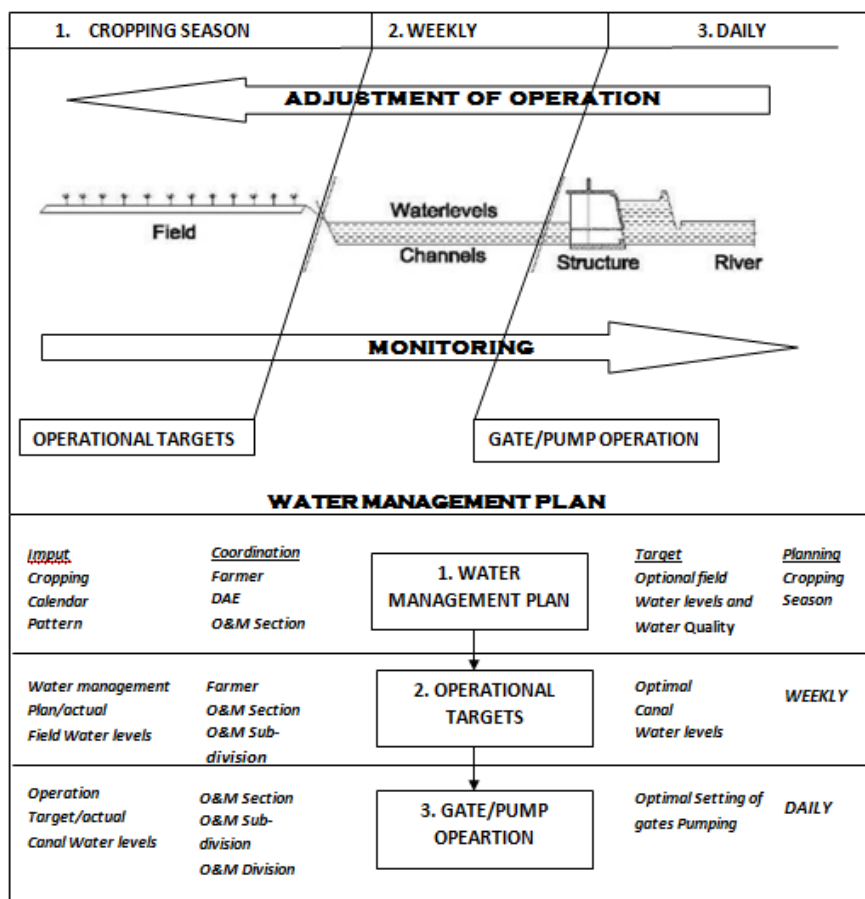 1. CROPPING SEASON
2. WEEKLY
3. DAILY
ADJUSTMENT OF OPERATION
Field
Waterlevels
Channels
Structure
River
MONITORING
OPERATIONAL TARGETS
GATE/PUMP OPERATION
WATER MANAGEMENT PLAN
Imput
Cropping
Calendar
Pattern
Coordination
Farmer
DAE
O&M Section
1. WATER
MANAGEMENT PLAN
Target
Optional field
Water levels and
Water Quality
Planning
Cropping
Season
Water management
Plan/actual
Field Water levels
Farmer
O&M Section
O&M Sub-
division
2. OPERATIONAL
TARGETS
Optimal
Canal
Water levels
WEEKLY
Operation
Target/actual
Canal Water levels
O&M Section
O&M Sub-
division
O&M Division
3. GATE/PUMP
OPEARTION
Optimal Setting of
gates Pumping
DAILY